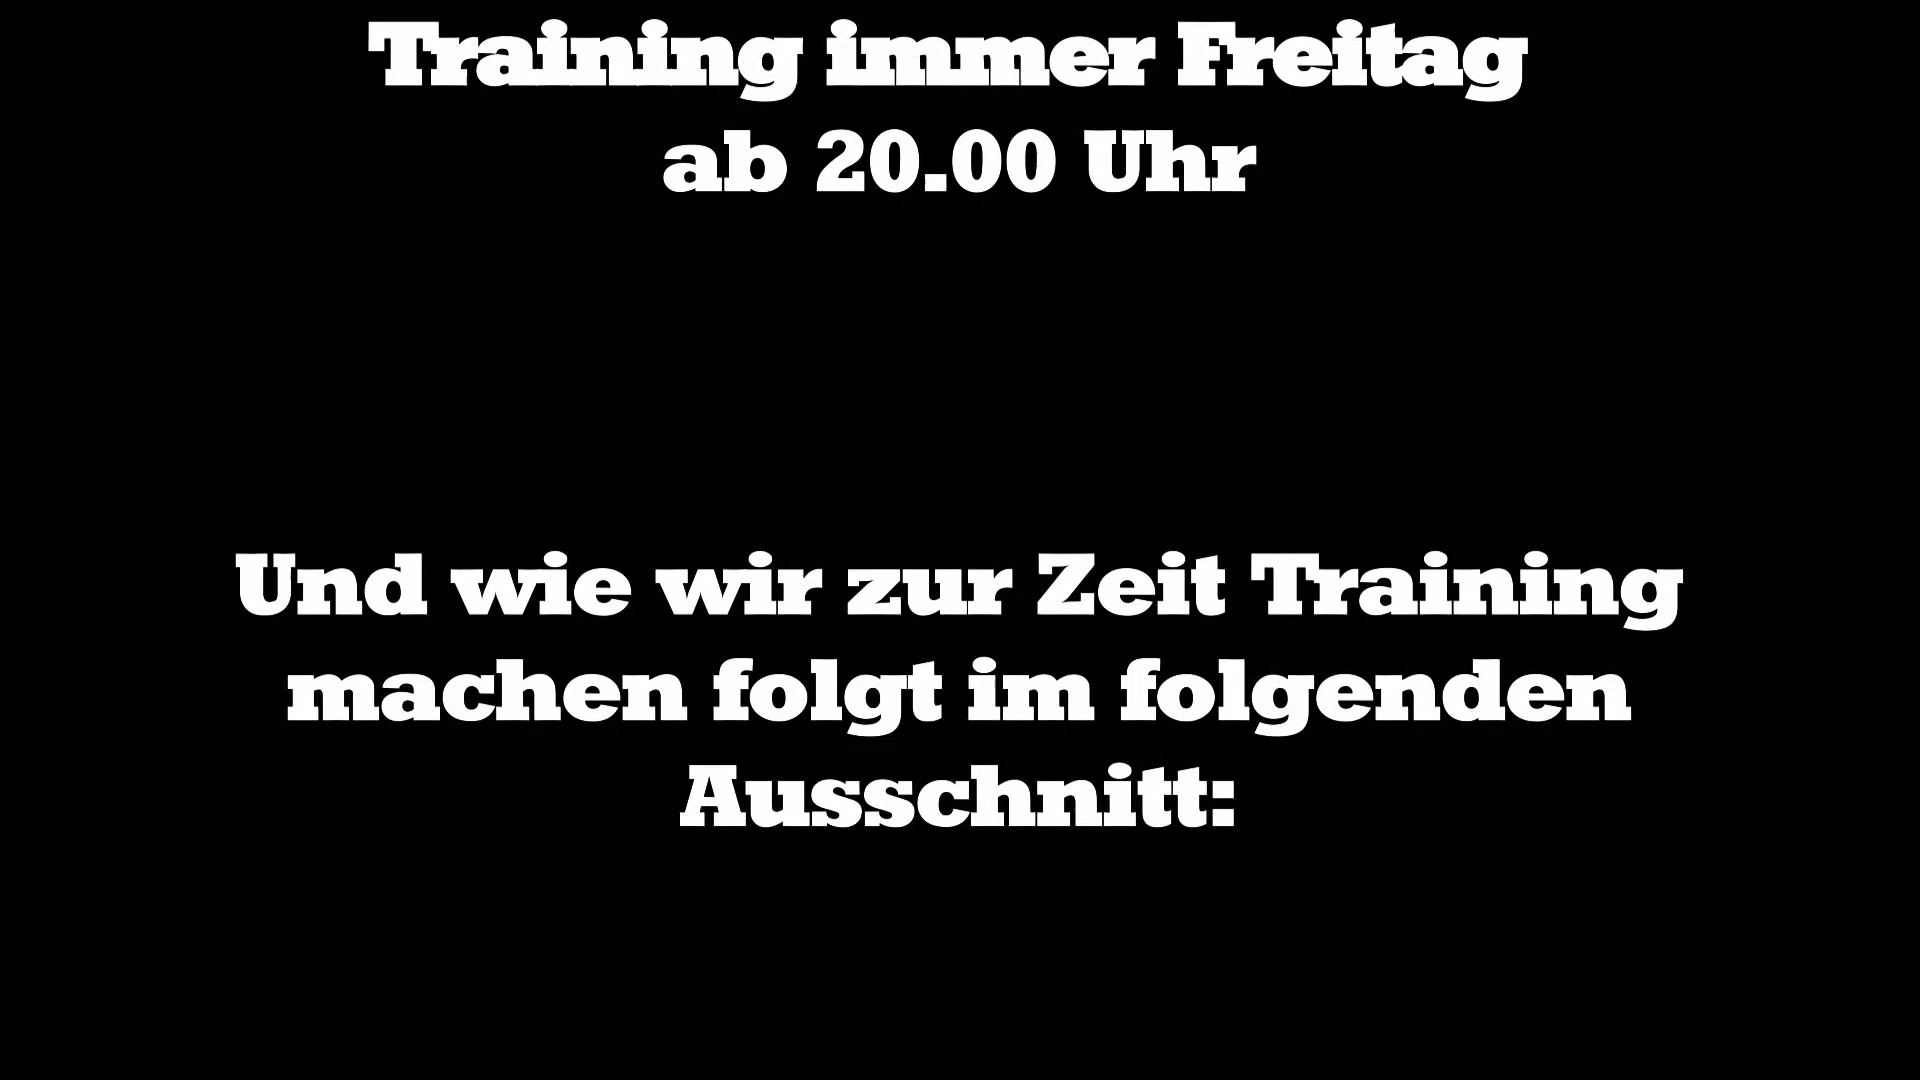 Training immer Freitag
ab 20.00 Uhr
Und wie wir zur Zeit Training
machen folgt im folgenden
Ausschnitt: